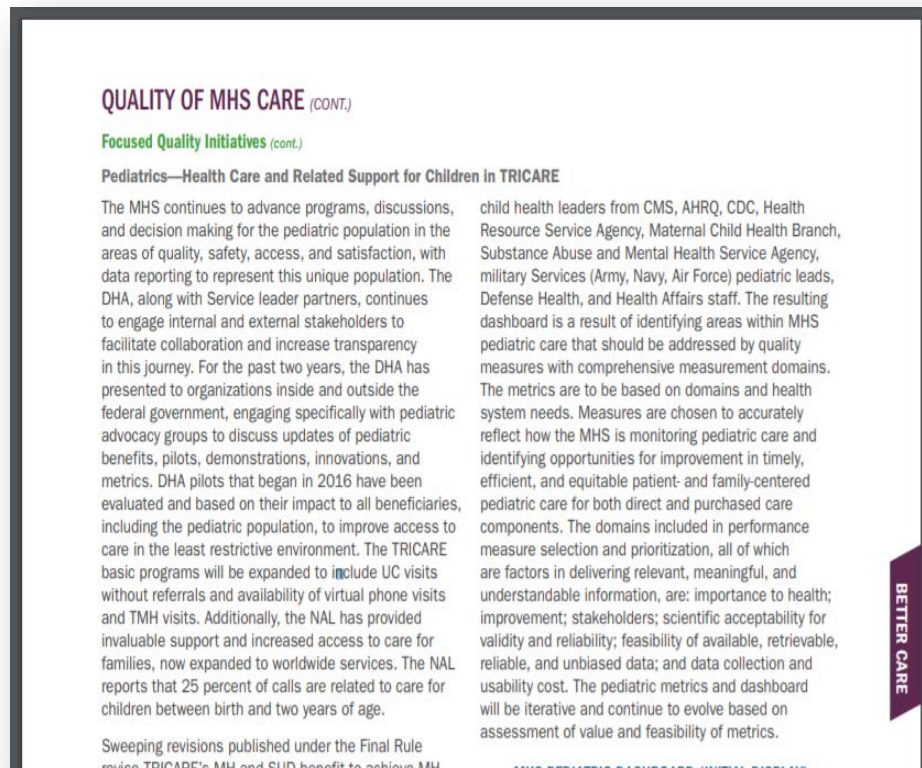 QUALITY OF MHS CARE (CONT.)
Focused Quality Initiatives (cont.)
Pediatrics—Health Care and Related Support for Children in TRICARE
The MHS continues to advance programs, discussions,
and decision making for the pediatric population in the
areas of quality, safety, access, and satisfaction, with
data reporting to represent this unique population. The
DHA, along with Service leader partners, continues
to engage internal and external stakeholders to
facilitate collaboration and increase transparency
in this journey. For the past two years, the DHA has
presented to organizations inside and outside the
federal government, engaging specifically with pediatric
advocacy groups to discuss updates of pediatric
benefits, pilots, demonstrations, innovations, and
metrics. DHA pilots that began in 2016 have been
evaluated and based on their impact to all beneficiaries,
including the pediatric population, to improve access to
care in the least restrictive environment. The TRICARE
basic programs will be expanded to include UC visits
without referrals and availability of virtual phone visits
and TMH visits. Additionally, the NAL has provided
invaluable support and increased access to care for
families, now expanded to worldwide services. The NAL
reports that 25 percent of calls are related to care for
children between birth and two years of age.
Sweeping revisions published under the Final Rule
revise TRICARE's MH and SUD benefit to achieve MH
child health leaders from CMS, AHRQ, CDC, Health
Resource Service Agency, Maternal Child Health Branch,
Substance Abuse and Mental Health Service Agency,
military Services (Army, Navy, Air Force) pediatric leads,
Defense Health, and Health Affairs staff. The resulting
dashboard is a result of identifying areas within MHS
pediatric care that should be addressed by quality
measures with comprehensive measurement domains.
The metrics are to be based on domains and health
system needs. Measures are chosen to accurately
reflect how the MHS is monitoring pediatric care and
identifying opportunities for improvement in timely,
efficient, and equitable patient- and family-centered
pediatric care for both direct and purchased care
components. The domains included in performance
measure selection and prioritization, all of which
are factors in delivering relevant, meaningful, and
understandable information, are: importance to health;
improvement; stakeholders; scientific acceptability for
validity and reliability; feasibility of available, retrievable,
reliable, and unbiased data; and data collection and
usability cost. The pediatric metrics and dashboard
will be iterative and continue to evolve based on
assessment of value and feasibility of metrics.
MHS PEDIATRIC DASHBOARD (INITIAL DISPLAY)
BETTER CARE